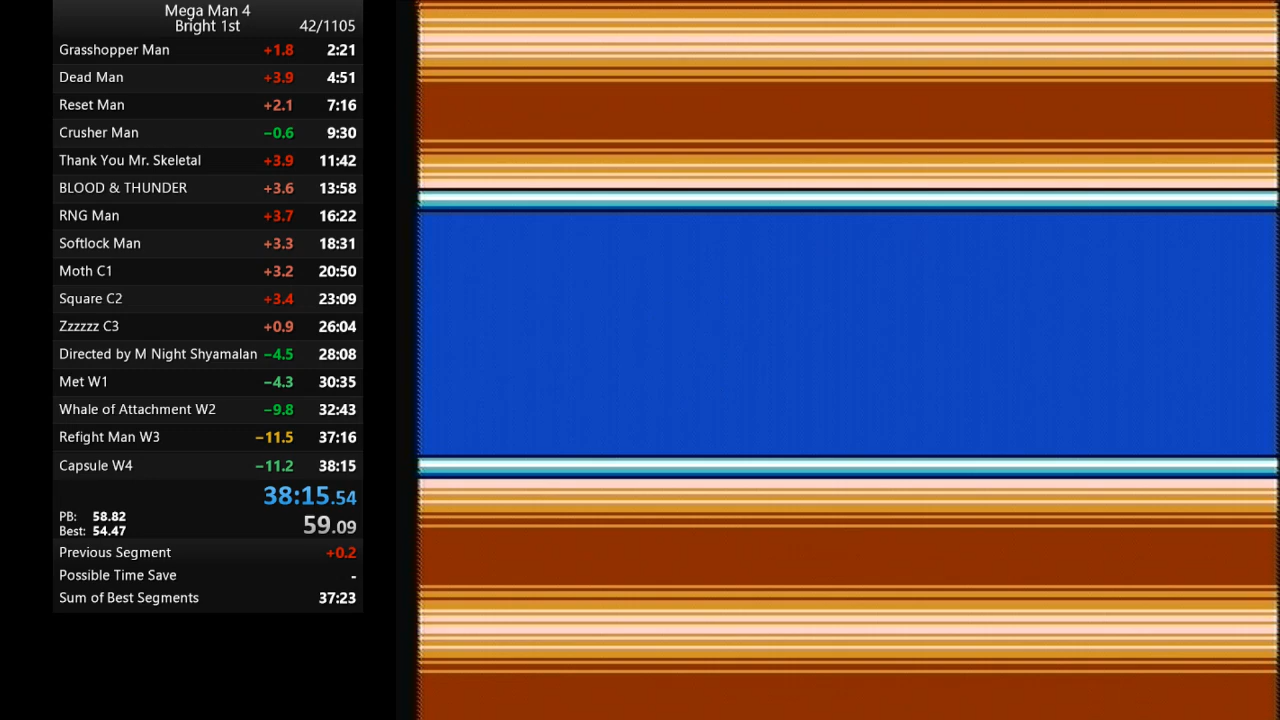 Mega Man 4
Bright 1st 42/1105
Grasshopper Man +1.8 2:21
Dead Man +3.9 4:51
Reset Man +2.1 7:16
Crusher Man −0.6 9:30
Thank You Mr. Skeletal +3.9 11:42
BLOOD & THUNDER +3.6 13:58
RNG Man +3.7 16:22
Softlock Man +3.3 18:31
Moth C1 +3.2 20:50
Square C2 +3.4 23:09
Zzzzzz C3 +0.9 26:04
Directed by M Night Shyamalan −4.5 28:08
Met W1 −4.3 30:35
Whale of Attachment W2 −9.8 32:43
Refight Man W3 −11.5 37:16
Capsule W4 −11.2 38:15
38:15.54
PB: 58.82
Best: 54.47
59.09
Previous Segment +0.2
Possible Time Save -
Sum of Best Segments 37:23